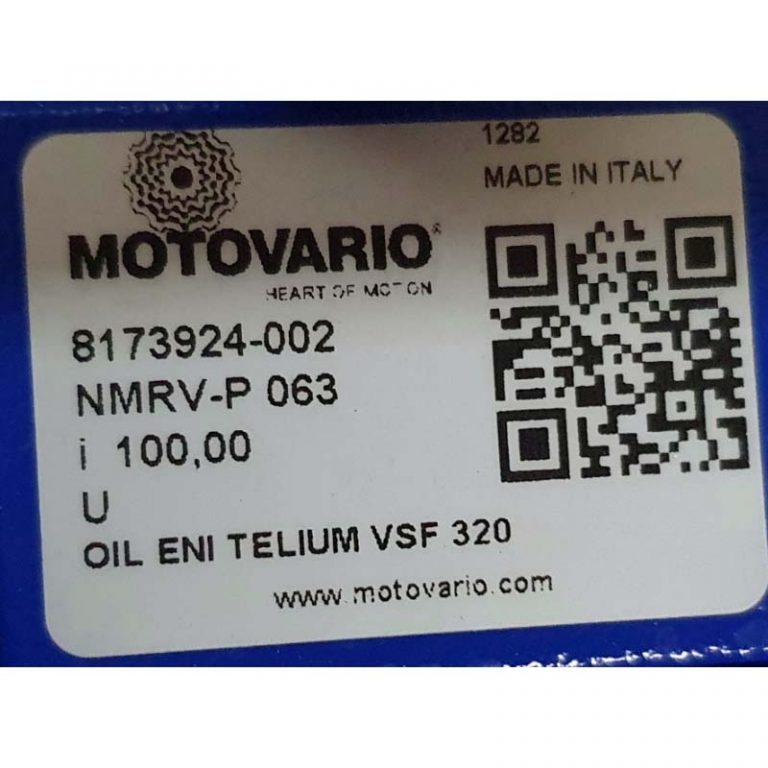 1282
MADE IN ITALY
MOTOVARIO®
HEART OF MOTION
8173924-002
NMRV-P 063
i 100,00
U
OIL ENI TELIUM VSF 320
www.motovario.com